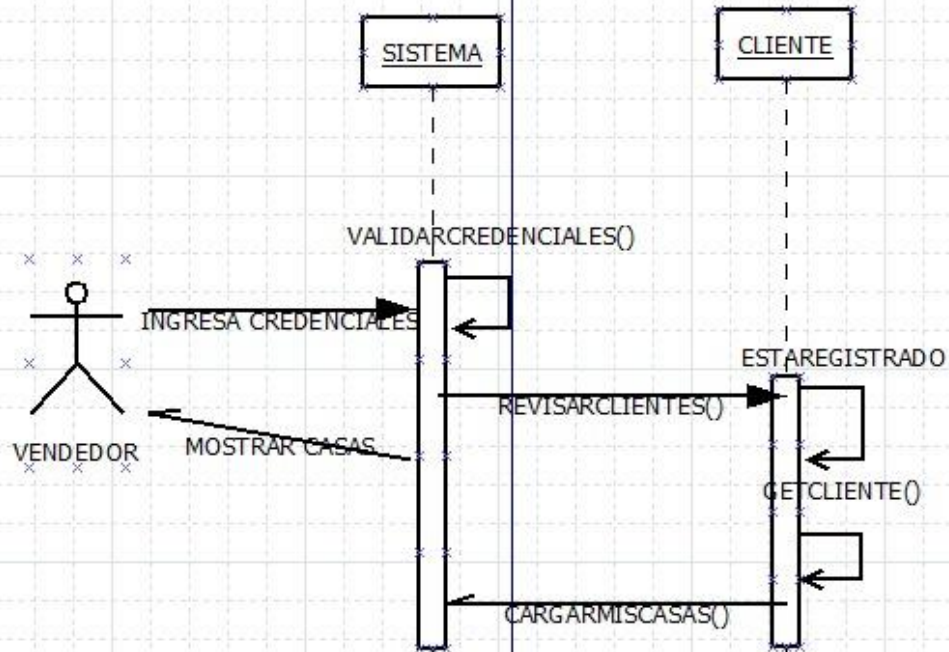 SISTEMA
CLIENTE
VALIDARCREDENCIALES()
INGRESA CREDENCIALES
ESTAREGISTRADO
REVISARCLIENTES()
VENDEDOR
MOSTRAR CASAS
GETCLIENTE()
CARGARMISCASAS()